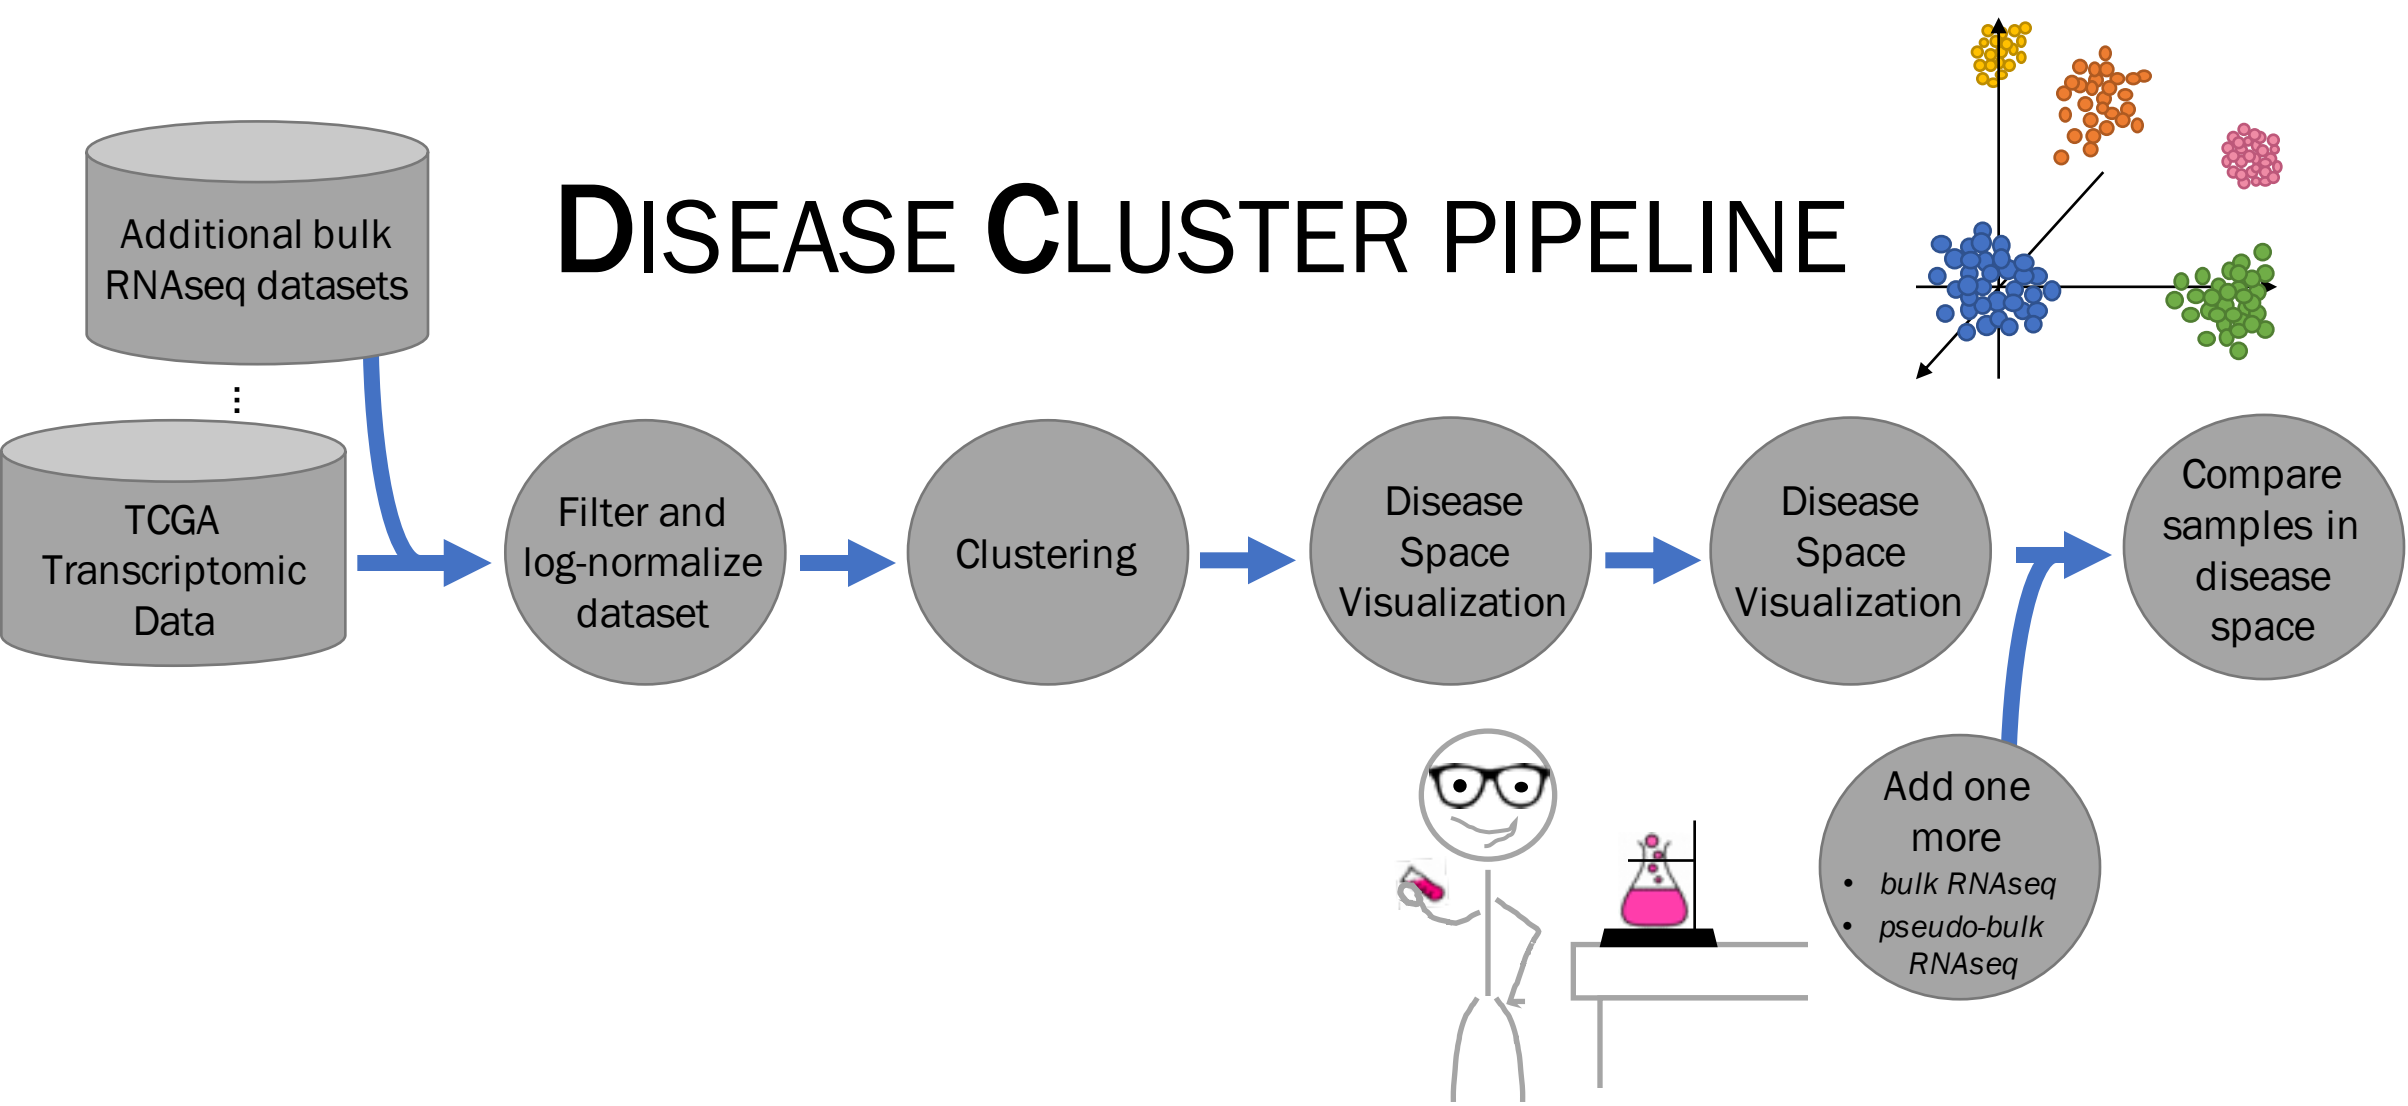 DISEASE CLUSTER PIPELINE
Additional bulk
RNAseq datasets
...
TCGA
Transcriptomic
Data
Filter and
log-normalize
dataset
Clustering
Disease
Space
Visualization
Disease
Space
Visualization
Compare
samples in
disease
space
Add one
more
• bulk RNAseq
• pseudo-bulk
RNAseq